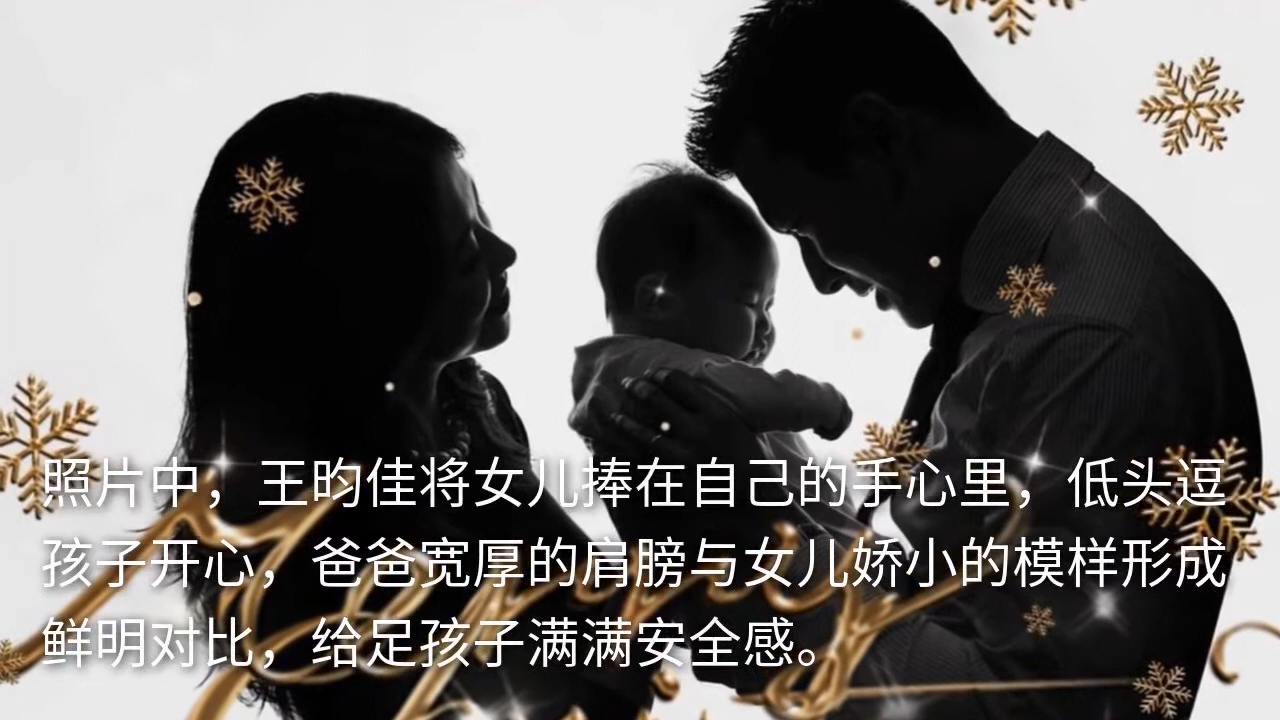 照片中，王昀佳将女儿捧在自己的手心里，低头逗
孩子开心，爸爸宽厚的肩膀与女儿娇小的模样形成
鲜明对比，给足孩子满满安全感。
Merry